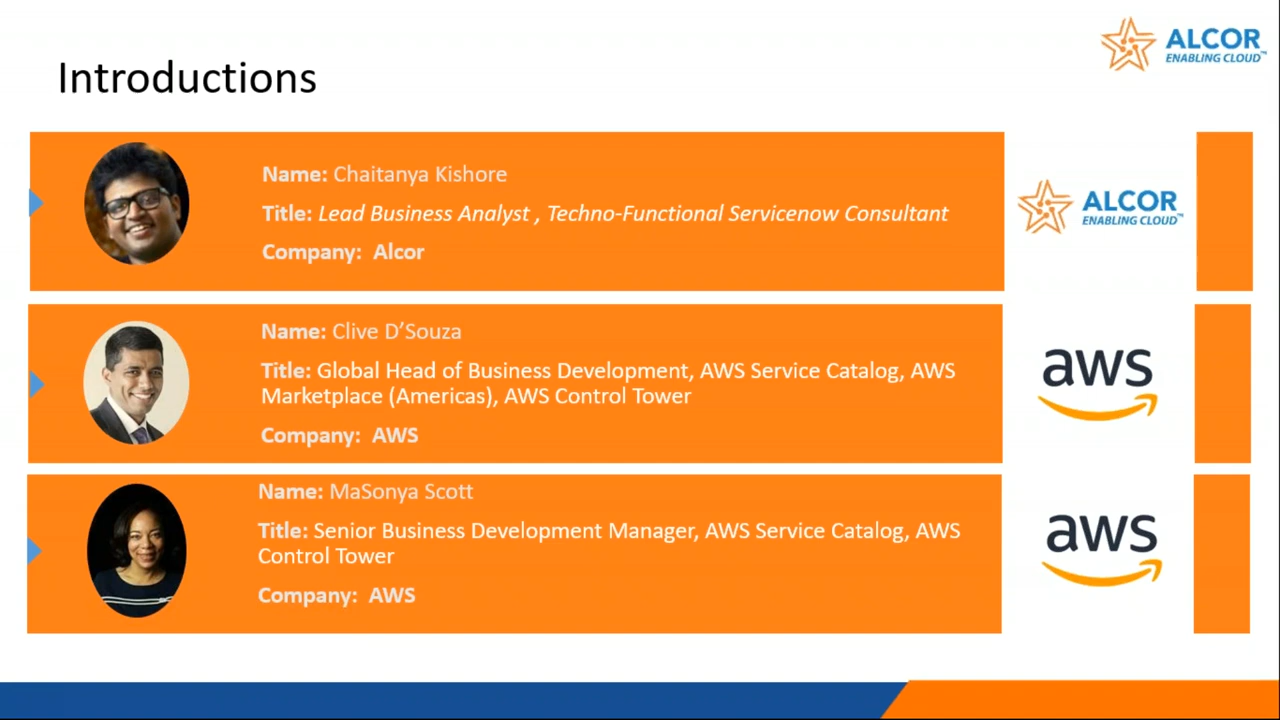 ALCOR
ENABLING CLOUD™
Introductions
Name: Chaitanya Kishore
Title: Lead Business Analyst , Techno-Functional Servicenow Consultant
Company: Alcor
ALCOR
ENABLING CLOUD™
Name: Clive D’Souza
Title: Global Head of Business Development, AWS Service Catalog, AWS
Marketplace (Americas), AWS Control Tower
Company: AWS
aws
Name: MaSonya Scott
Title: Senior Business Development Manager, AWS Service Catalog, AWS
Control Tower
Company: AWS
aws